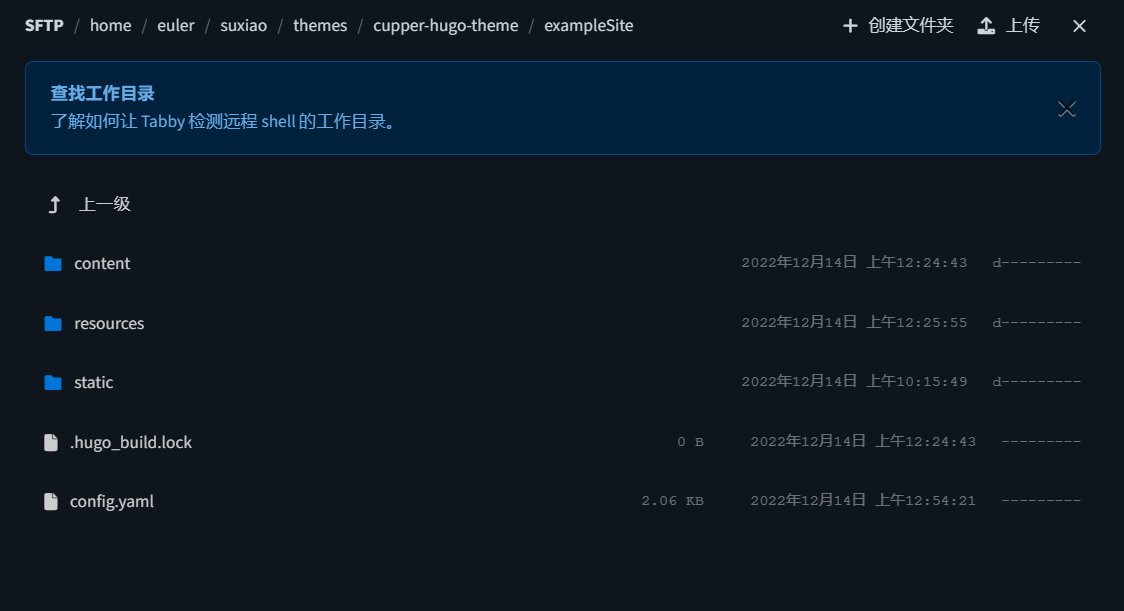 SFTP / home / euler / suxiao / themes / cupper-hugo-theme / exampleSite + 创建文件夹 上传 ×
查找工作目录
了解如何让 Tabby 检测远程 shell 的工作目录。
上一级
content 2022年12月14日 上午12:24:43 d---------
resources 2022年12月14日 上午12:25:55 d---------
static 2022年12月14日 上午10:15:49 d---------
.hugo_build.lock 0 B 2022年12月14日 上午12:24:43 ---------
config.yaml 2.06 KB 2022年12月14日 上午12:54:21 ---------